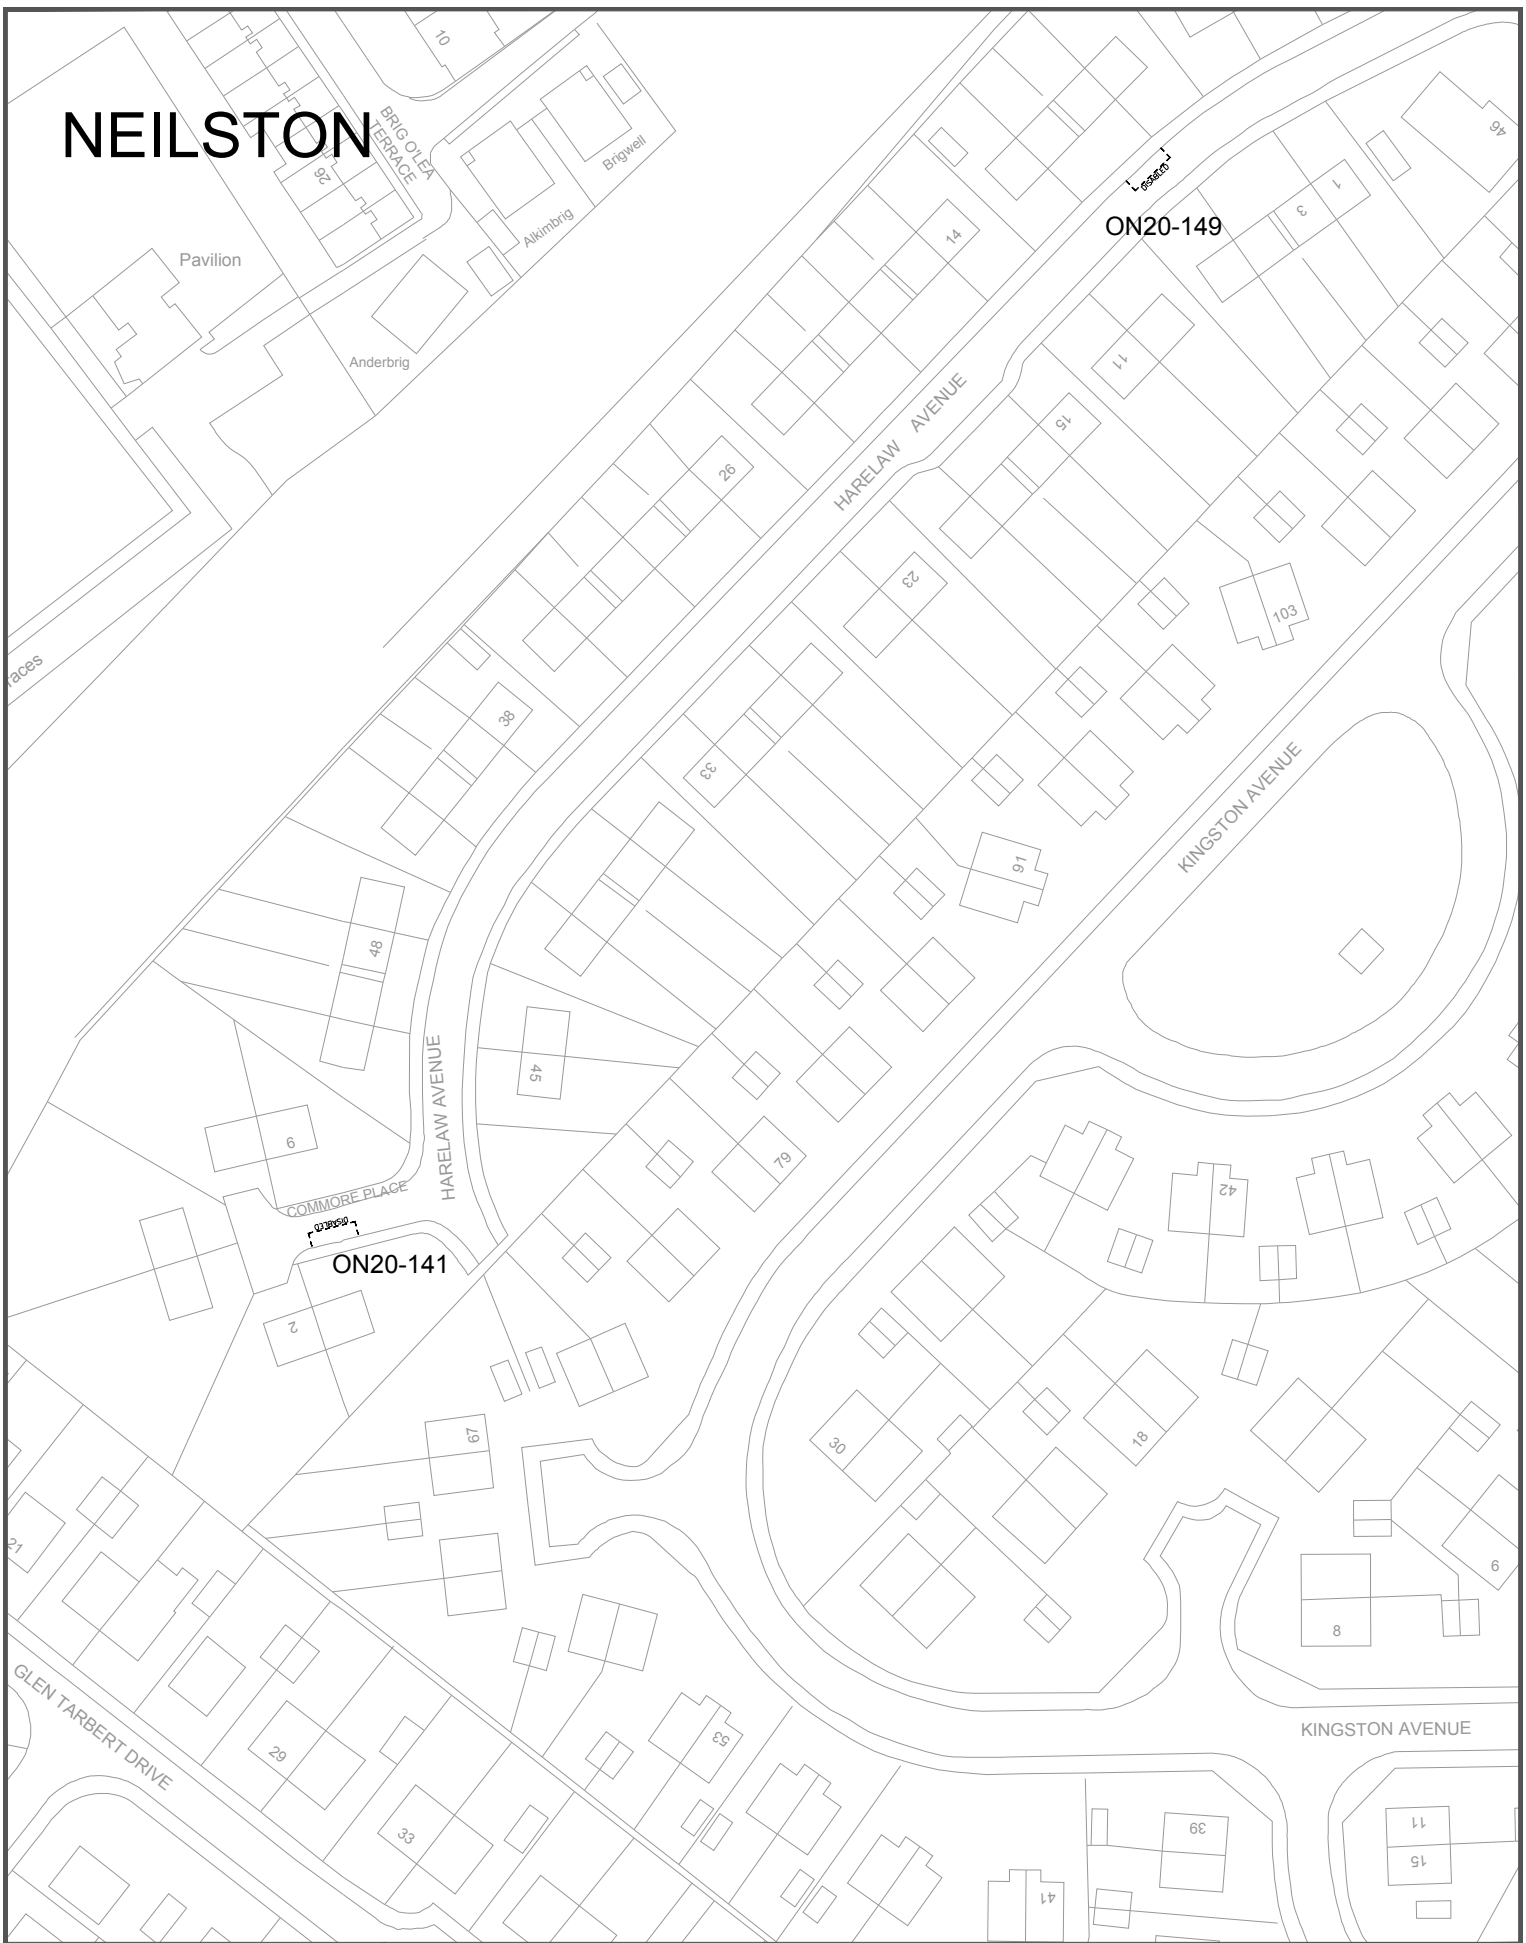 10
NEILSTON
BRIG O'LEA
TERRACE
26
Brigwell
Alkimbrig
Pavilion
Anderbrig
46
DISABLED
ON20-149
1
3
14
11
15
HARELAW AVENUE
26
23
103
races
38
33
KINGSTON AVENUE
91
48
HARELAW AVENUE
45
6
79
42
COMMORE PLACE
DISABLED
ON20-141
2
67
30
18
21
6
8
GLEN TARBERT DRIVE
29
53
KINGSTON AVENUE
33
39
11
15
41